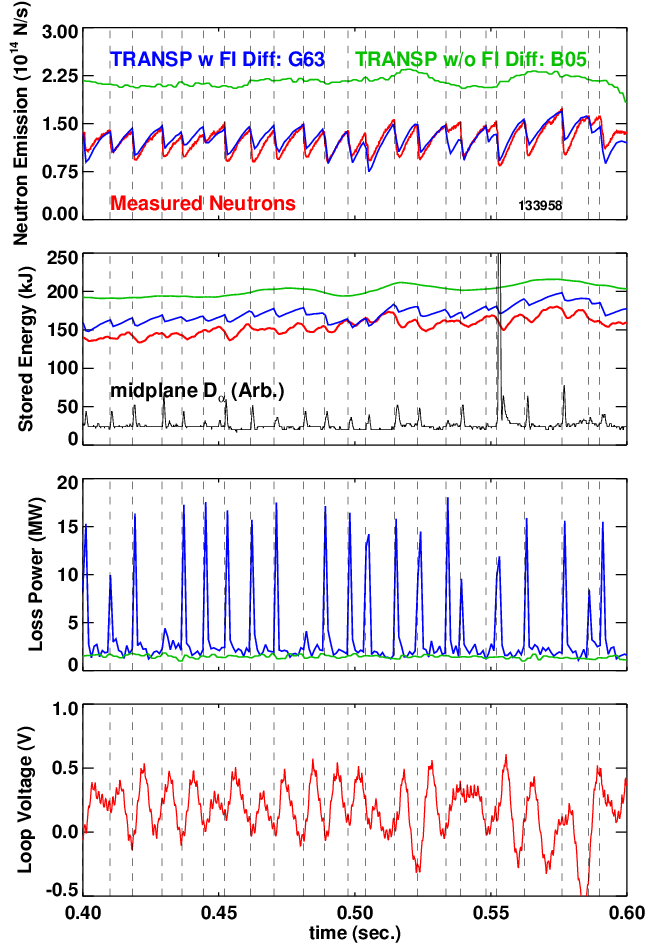 3.00
TRANSP w FI Diff: G63 TRANSP w/o FI Diff: B05
2.25
1.50
0.75
Measured Neutrons
133958
0.00
Neutron Emission (10^14 N/s)
250
200
150
100
midplane Dα (Arb.)
50
0
Stored Energy (kJ)
20
15
10
5
0
Loss Power (MW)
1.0
0.5
0.0
-0.5
Loop Voltage (V)
0.40 0.45 0.50 0.55 0.60
time (sec.)